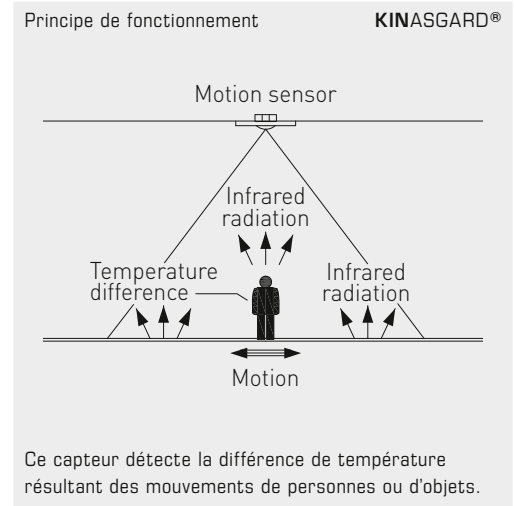 Principe de fonctionnement KINASGARD®
Motion sensor
Infrared
radiation
Temperature
difference
Infrared
radiation
Motion
Ce capteur détecte la différence de température
résultant des mouvements de personnes ou d'objets.